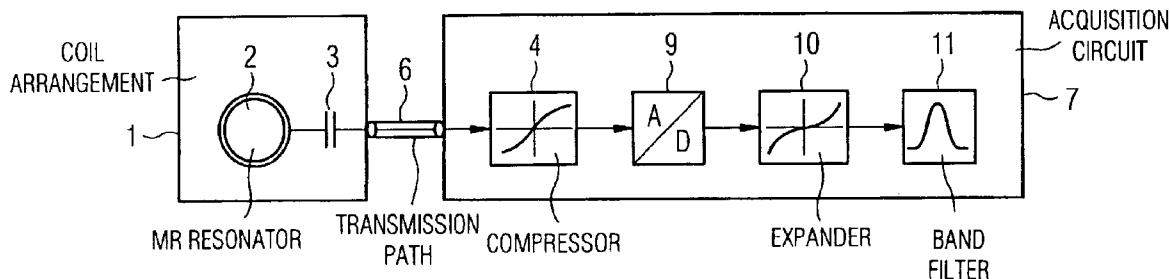 COIL
ARRANGEMENT
2
3
1
MR RESONATOR
6
TRANSMISSION
PATH
4
9
10
11
A
D
COMPRESSOR
EXPANDER
BAND
FILTER
ACQUISITION
CIRCUIT
7